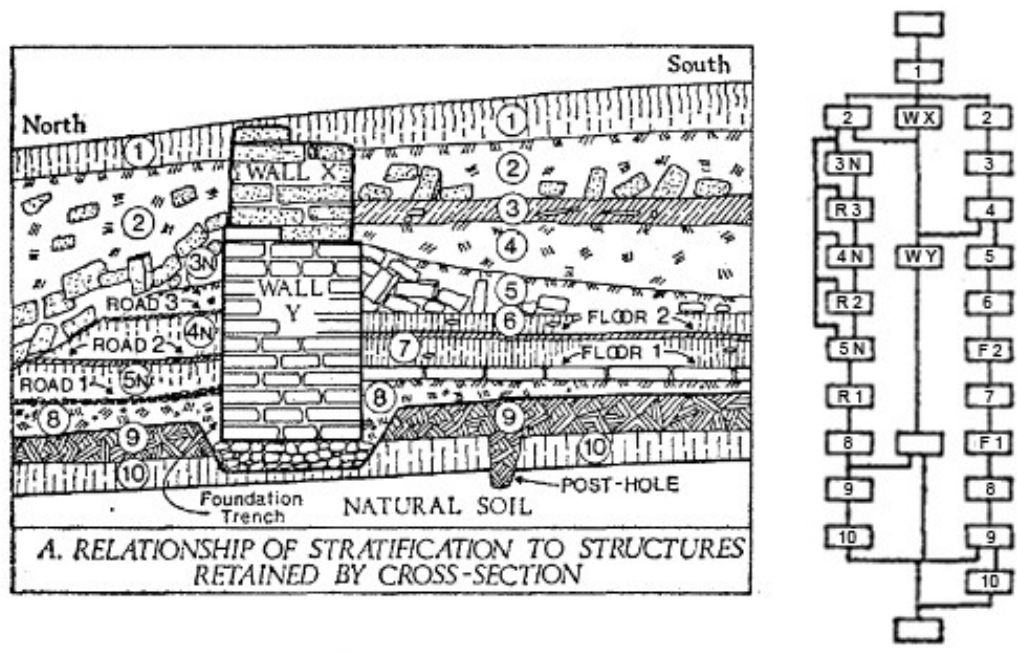 South
North
1
1
2
WALL X
2
3
4
3N
WALL
Y
5
ROAD 3
6
FLOOR 2
4N
ROAD 2
7
FLOOR 1
ROAD 1
5N
8
8
9
9
10
10
POST-HOLE
Foundation
Trench
NATURAL SOIL
A. RELATIONSHIP OF STRATIFICATION TO STRUCTURES
RETAINED BY CROSS-SECTION
1
2 WX 2
3N 3
R3 4
4N WY 5
R2 6
5N F2
R1 7
8 F1
9 8
10 9
10